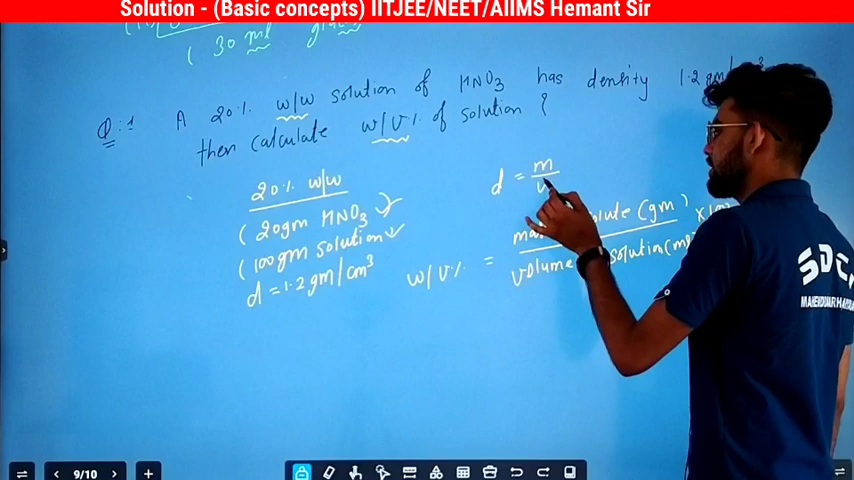 Solution - (Basic concepts) IITJEE/NEET/AIIMS Hemant Sir
( 30 ml
Q:1 A 20% w/w solution of HNO3 has density 1.2 gm/
then calculate w/v% of solution ?
20% w/w
( 20gm HNO3
( 100gm solution
d = 1.2 gm/cm3
d = m
v
w/v% = solute (gm)
volume solution (
SDC
9/10